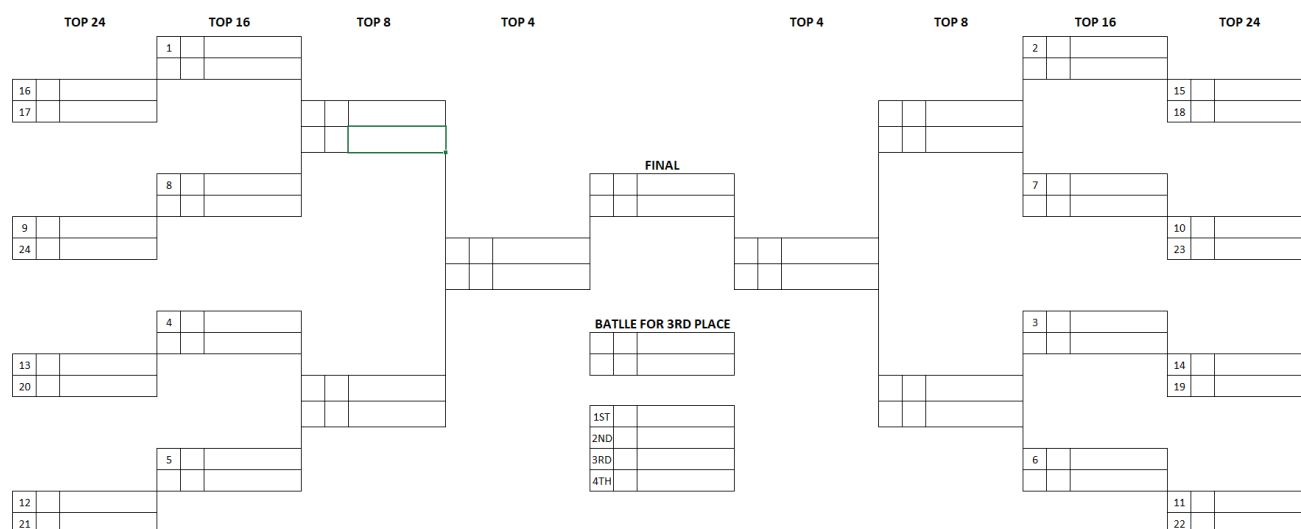 TOP 24 TOP 16 TOP 8 TOP 4 TOP 4 TOP 8 TOP 16 TOP 24
1 2
16 15
17 18
FINAL
8 7
9 10
24 23
4 BATLLE FOR 3RD PLACE 3
13 14
20 19
1ST
2ND
5 3RD 6
4TH
12 11
21 22